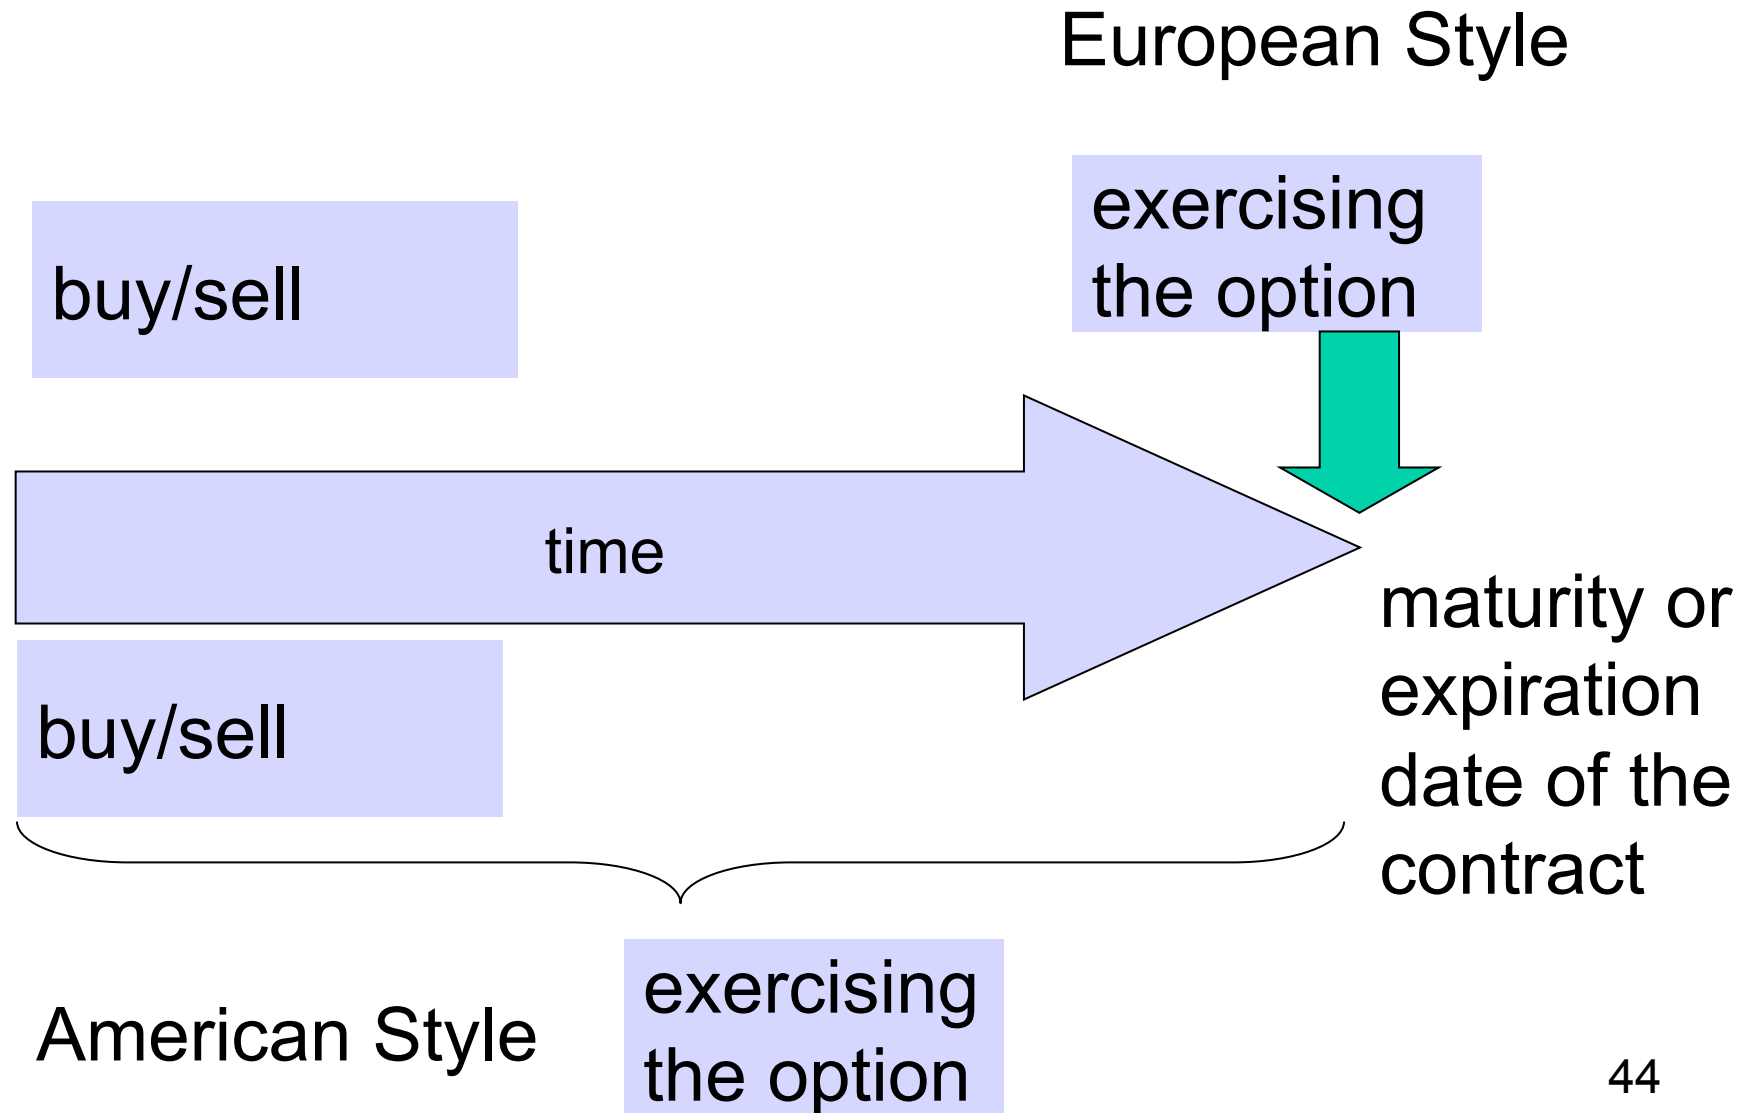 European Style
exercising
the option
buy/sell
time
maturity or
expiration
date of the
contract
buy/sell
American Style
exercising
the option
44